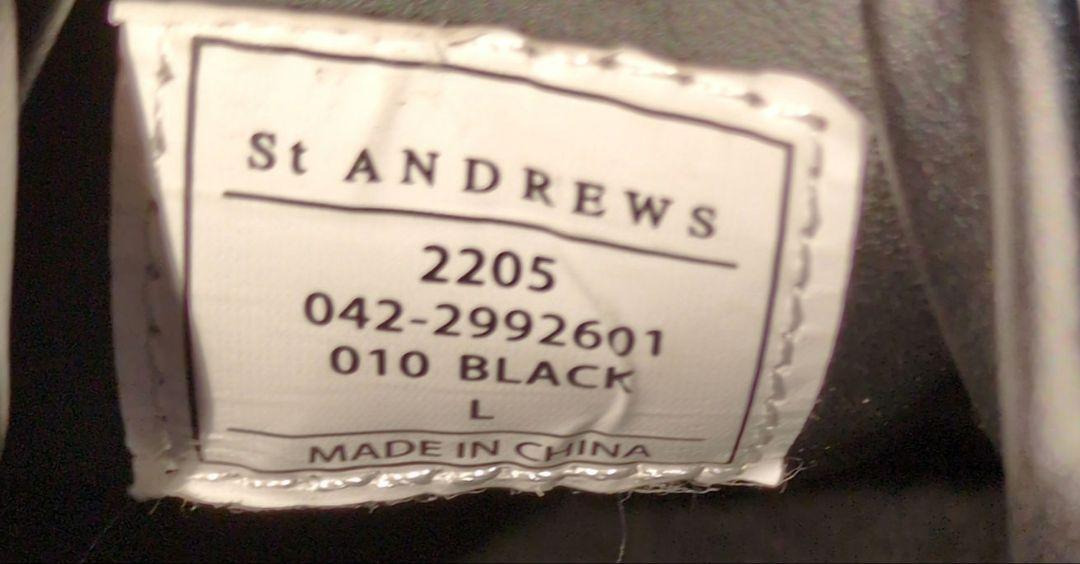 St ANDREWS
2205
042-2992601
010 BLACK
L
MADE IN CHINA